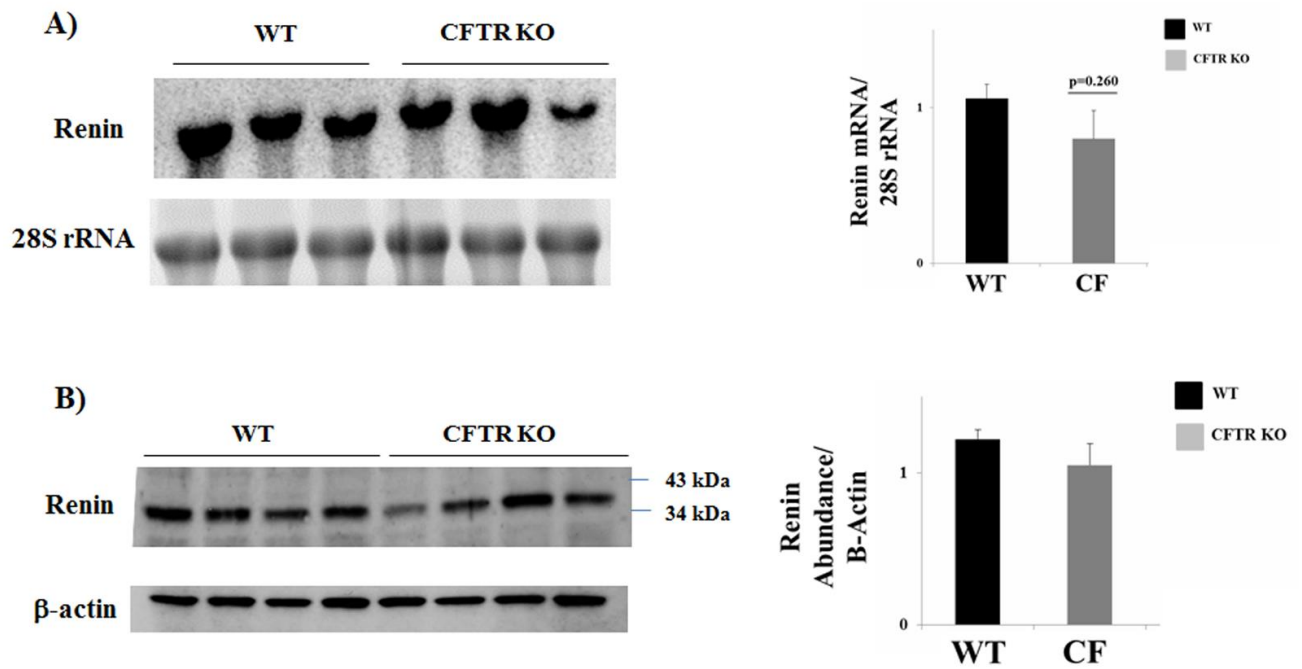 A)
WT CFTR KO
Renin
28S rRNA
Renin mRNA/
28S rRNA
1
0
p=0.260
WT CF
WT
CFTR KO
B)
WT CFTR KO
Renin
43 kDa
34 kDa
β-actin
Renin
Abundance/
B-Actin
1
0
WT CF
WT
CFTR KO